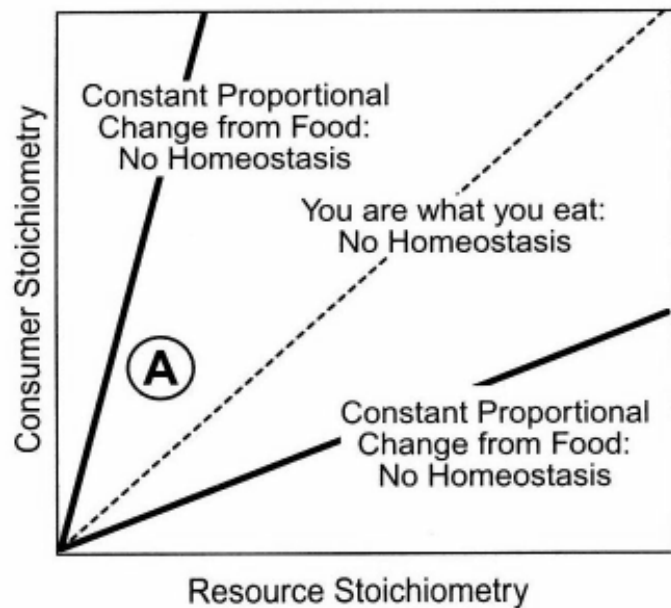 Constant Proportional
Change from Food:
No Homeostasis
You are what you eat:
No Homeostasis
A
Constant Proportional
Change from Food:
No Homeostasis
Consumer Stoichiometry
Resource Stoichiometry